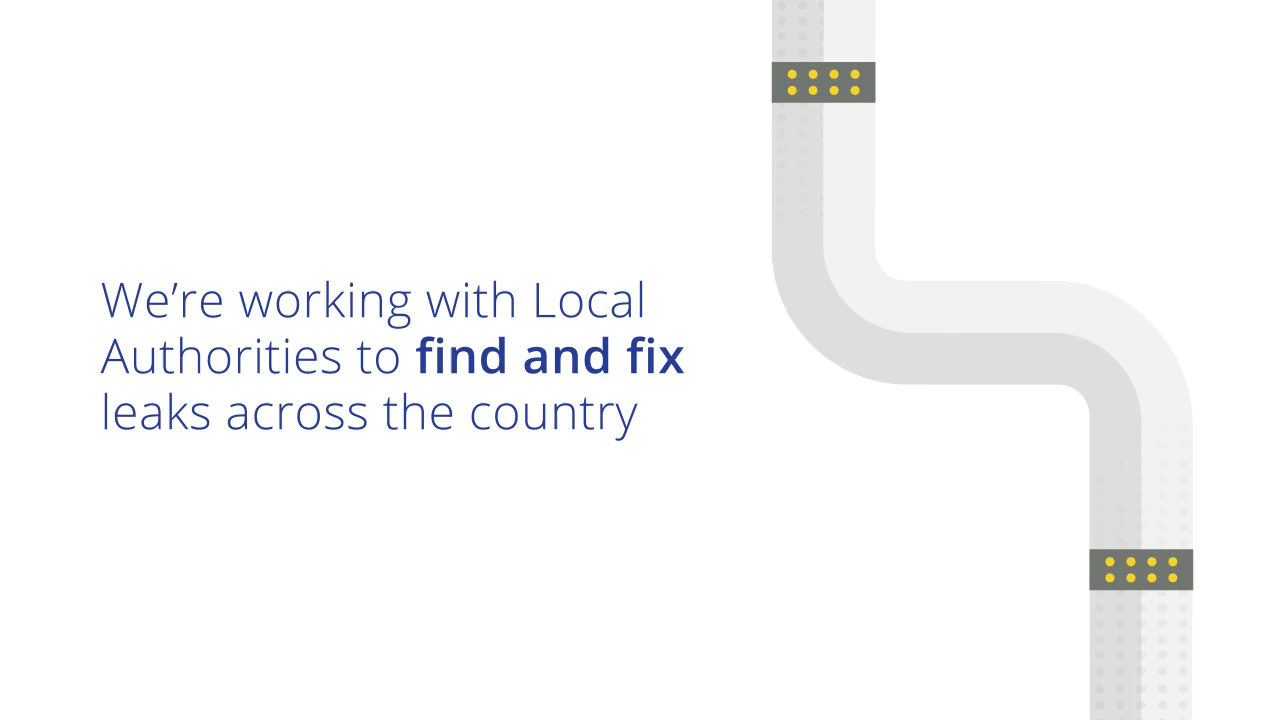 We’re working with Local
Authorities to find and fix
leaks across the country